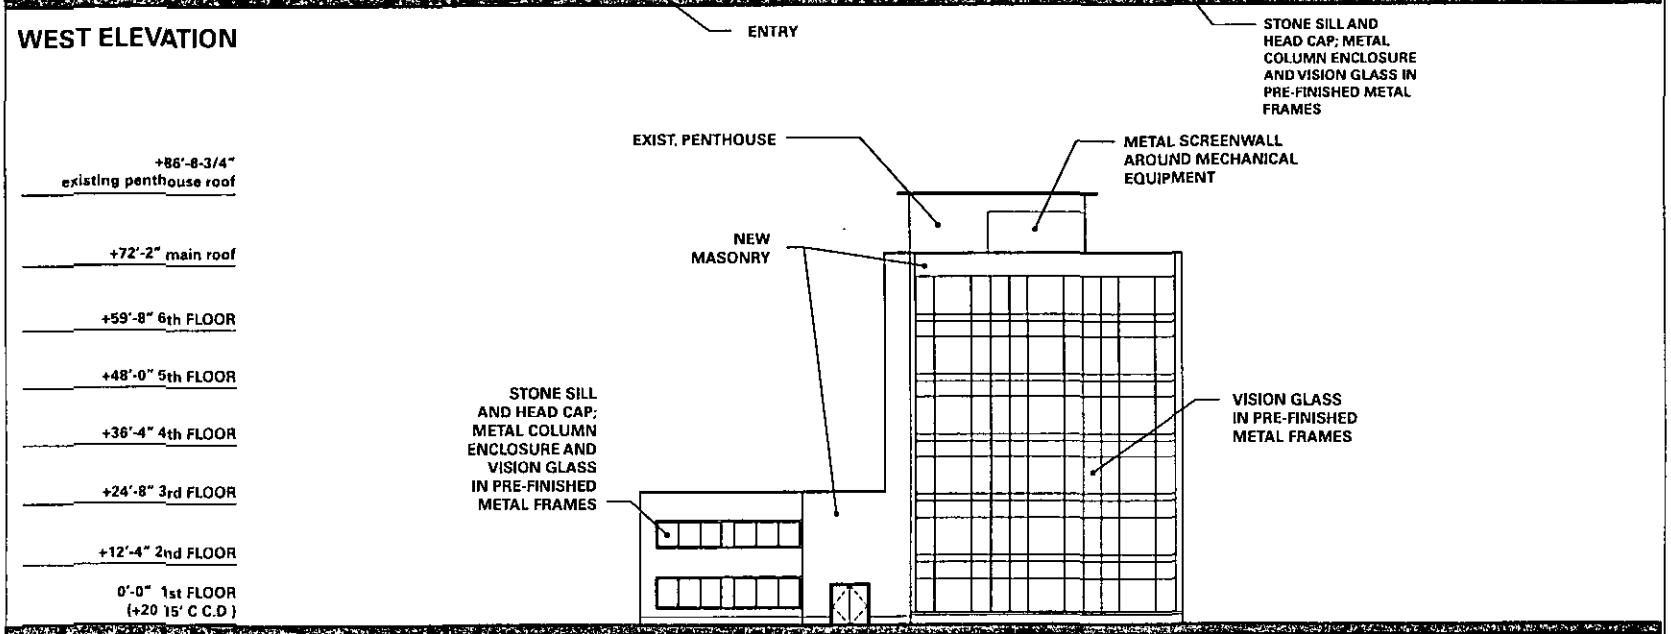 ENTRY
STONE SILL AND
HEAD CAP; METAL
COLUMN ENCLOSURE
AND VISION GLASS IN
PRE-FINISHED METAL
FRAMES
WEST ELEVATION
EXIST. PENTHOUSE
METAL SCREENWALL
AROUND MECHANICAL
EQUIPMENT
+86'-8-3/4"
existing penthouse roof
NEW
MASONRY
+72'-2" main roof
+59'-8" 6th FLOOR
+48'-0" 5th FLOOR
+36'-4" 4th FLOOR
+24'-8" 3rd FLOOR
+12'-4" 2nd FLOOR
0'-0" 1st FLOOR
(+20 15' C C.D )
STONE SILL
AND HEAD CAP;
METAL COLUMN
ENCLOSURE AND
VISION GLASS
IN PRE-FINISHED
METAL FRAMES
VISION GLASS
IN PRE-FINISHED
METAL FRAMES